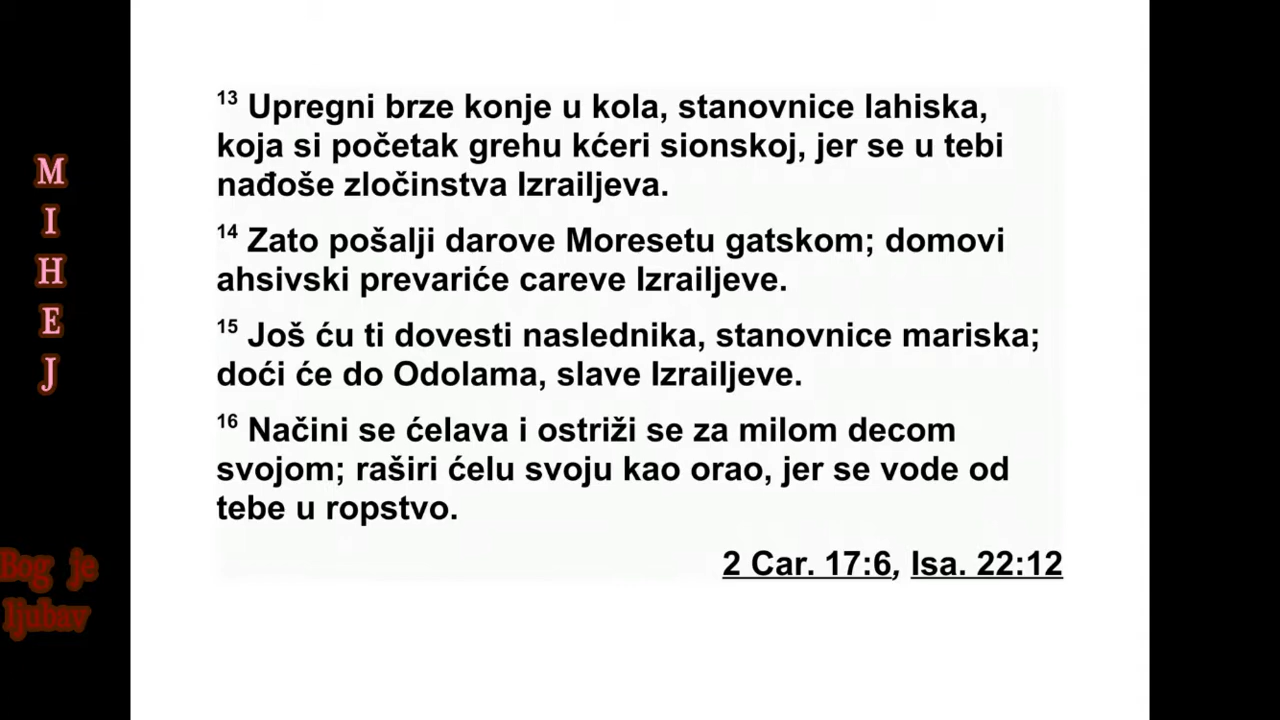 MIHEJ
Bog je
ljubav
13 Upregni brze konje u kola, stanovnice lahiska,
koja si početak grehu kćeri sionskoj, jer se u tebi
nađoše zločinstva Izrailjeva.
14 Zato pošalji darove Moresetu gatskom; domovi
ahsivski prevariće careve Izrailjeve.
15 Još ću ti dovesti naslednika, stanovnice mariska;
doći će do Odolama, slave Izrailjeve.
16 Načini se ćelava i ostriži se za milom decom
svojom; raširi ćelu svoju kao orao, jer se vode od
tebe u ropstvo.
2 Car. 17:6, Isa. 22:12